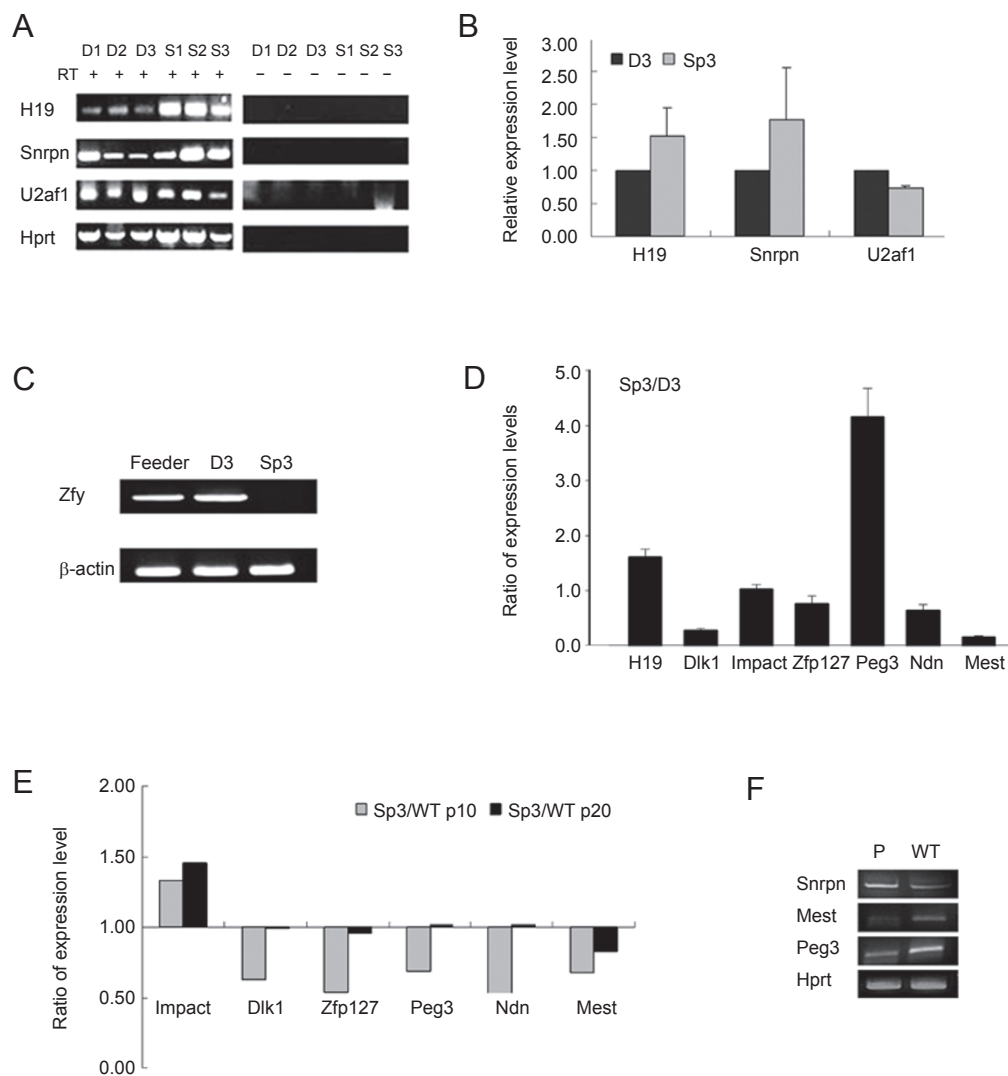 A
D1 D2 D3 S1 S2 S3 D1 D2 D3 S1 S2 S3
RT + + + + + + − − − − − −
H19
Snrpn
U2af1
Hprt
B
Relative expression level
3.00
2.50
2.00
1.50
1.00
0.50
0.00
D3 Sp3
H19 Snrpn U2af1
C
Feeder D3 Sp3
Zfy
β-actin
D
Ratio of expression levels
5.0
4.0
3.0
2.0
1.0
0.0
Sp3/D3
H19 Dlk1 Impact Zfp127 Peg3 Ndn Mest
E
Ratio of expression level
2.00
1.50
1.00
0.50
0.00
Sp3/WT p10 Sp3/WT p20
Impact Dlk1 Zfp127 Peg3 Ndn Mest
F
P WT
Snrpn
Mest
Peg3
Hprt